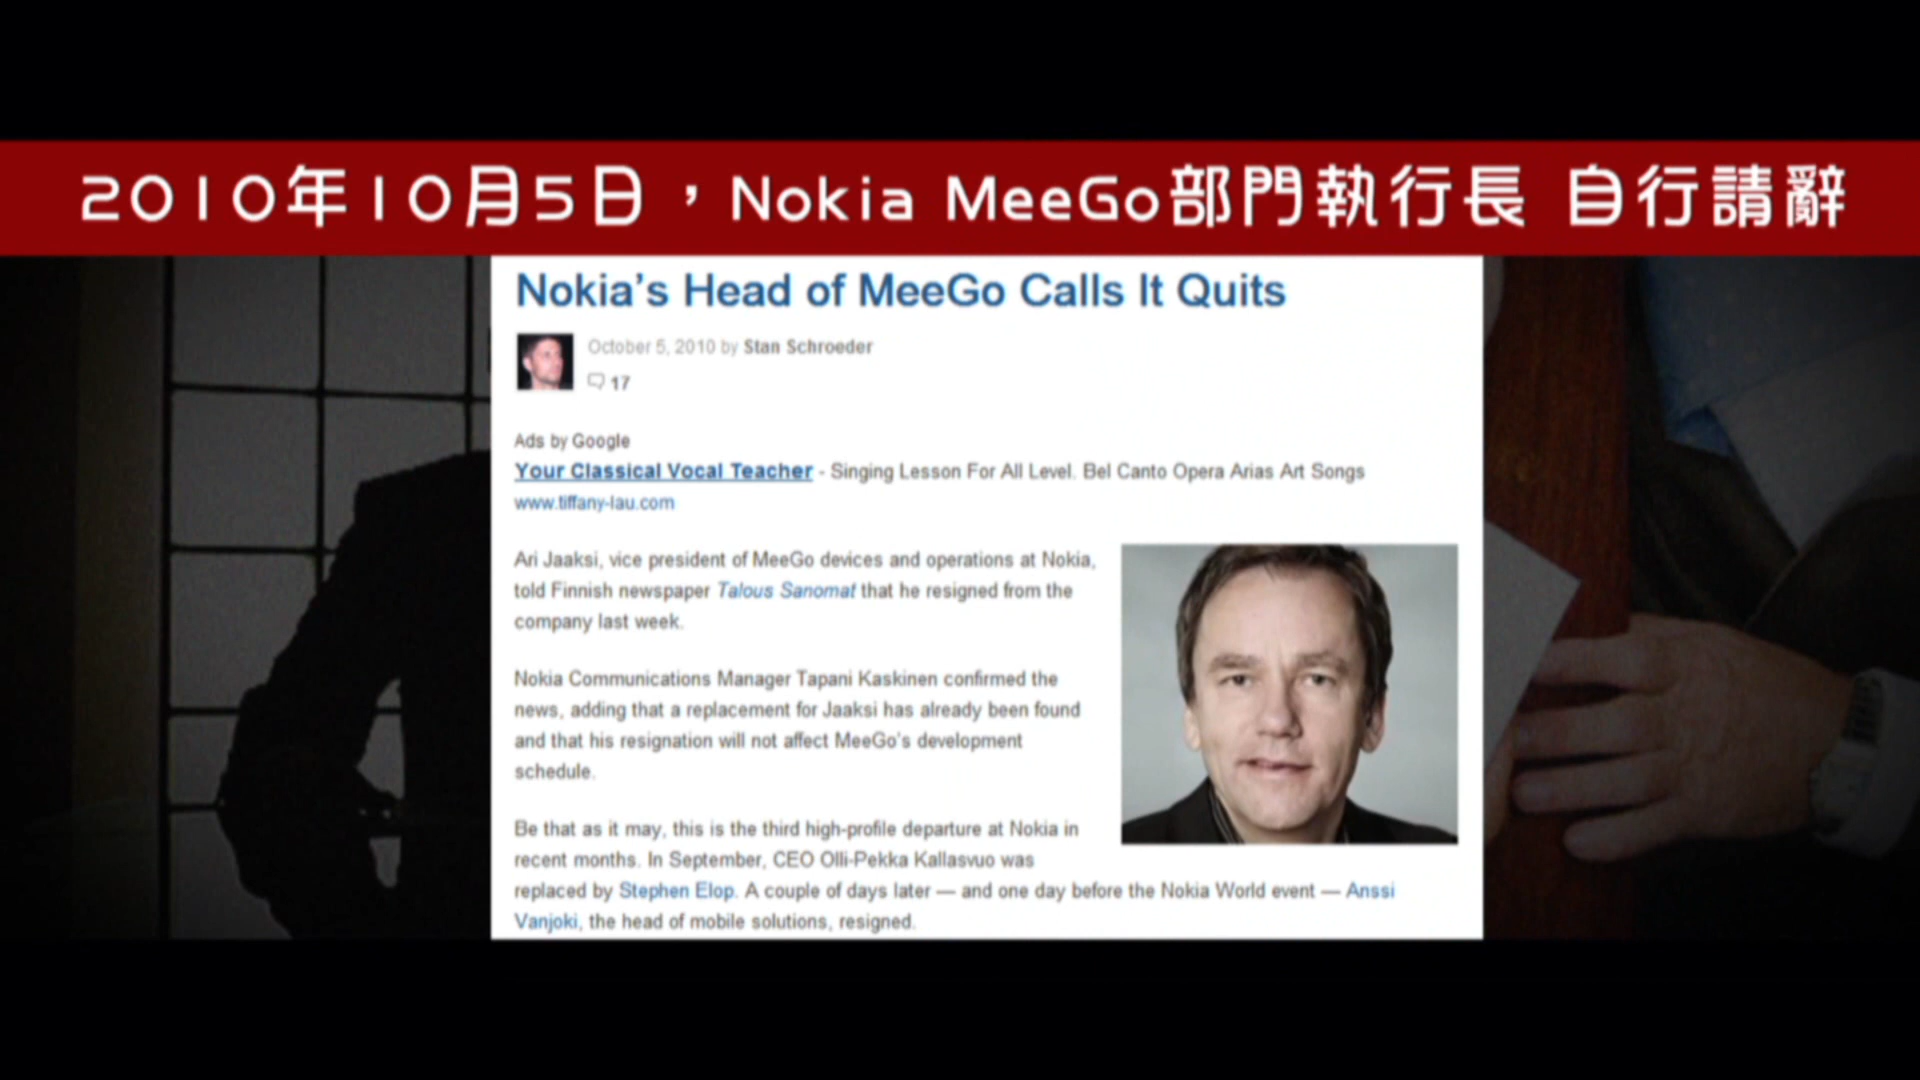 2010年10月5日，Nokia MeeGo部門執行長 自行請辭
Nokia's Head of MeeGo Calls It Quits
October 5, 2010 by Stan Schroeder
17
Ads by Google
Your Classical Vocal Teacher - Singing Lesson For All Level. Bel Canto Opera Arias Art Songs
www.tiffany-lau.com
Ari Jaaksi, vice president of MeeGo devices and operations at Nokia,
told Finnish newspaper Talous Sanomat that he resigned from the
company last week.
Nokia Communications Manager Tapani Kaskinen confirmed the
news, adding that a replacement for Jaaksi has already been found
and that his resignation will not affect MeeGo's development
schedule.
Be that as it may, this is the third high-profile departure at Nokia in
recent months. In September, CEO Olli-Pekka Kallasvuo was
replaced by Stephen Elop. A couple of days later — and one day before the Nokia World event — Anssi
Vanjoki, the head of mobile solutions, resigned.